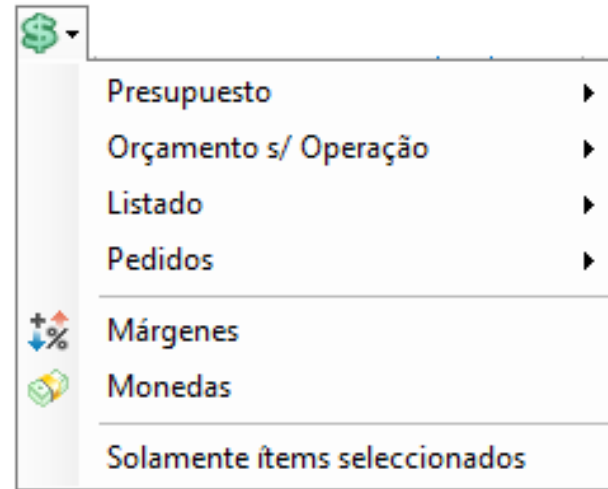 Presupuesto
Orçamento s/ Operação
Listado
Pedidos
Márgenes
Monedas
Solamente ítems seleccionados